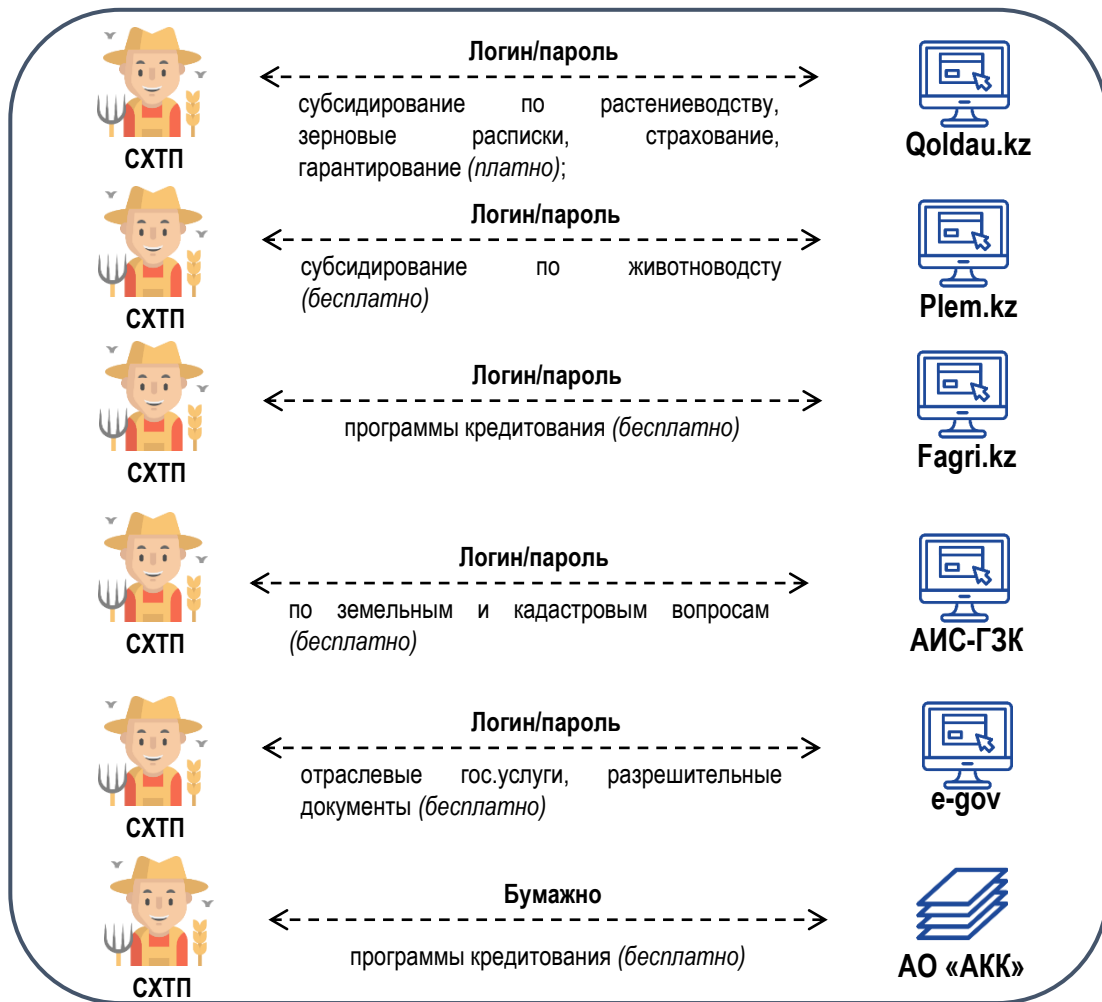 Логин/пароль
субсидирование по растениеводству,
зерновые расписки, страхование,
гарантирование (платно);
СХТП
Qoldau.kz
Логин/пароль
субсидирование по животноводсту
(бесплатно)
СХТП
Plem.kz
Логин/пароль
программы кредитования (бесплатно)
СХТП
Fagri.kz
Логин/пароль
по земельным и кадастровым вопросам
(бесплатно)
СХТП
АИС-ГЗК
Логин/пароль
отраслевые гос.услуги, разрешительные
документы (бесплатно)
СХТП
e-gov
Бумажно
программы кредитования (бесплатно)
СХТП
АО «АКК»